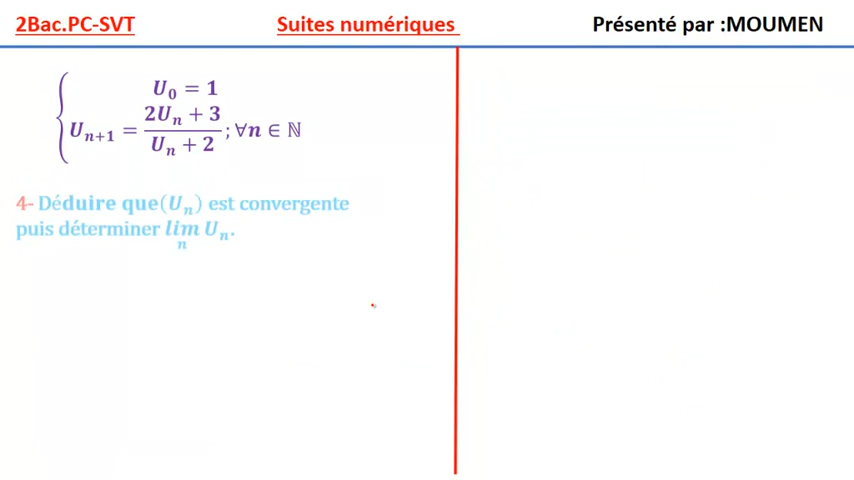 2Bac.PC-SVT Suites numériques Présenté par :MOUMEN
U₀ = 1
Uₙ₊₁ = (2Uₙ + 3)/(Uₙ + 2) ; ∀n ∈ ℕ
4- Déduire que(Uₙ) est convergente
puis déterminer lim Uₙ.
n